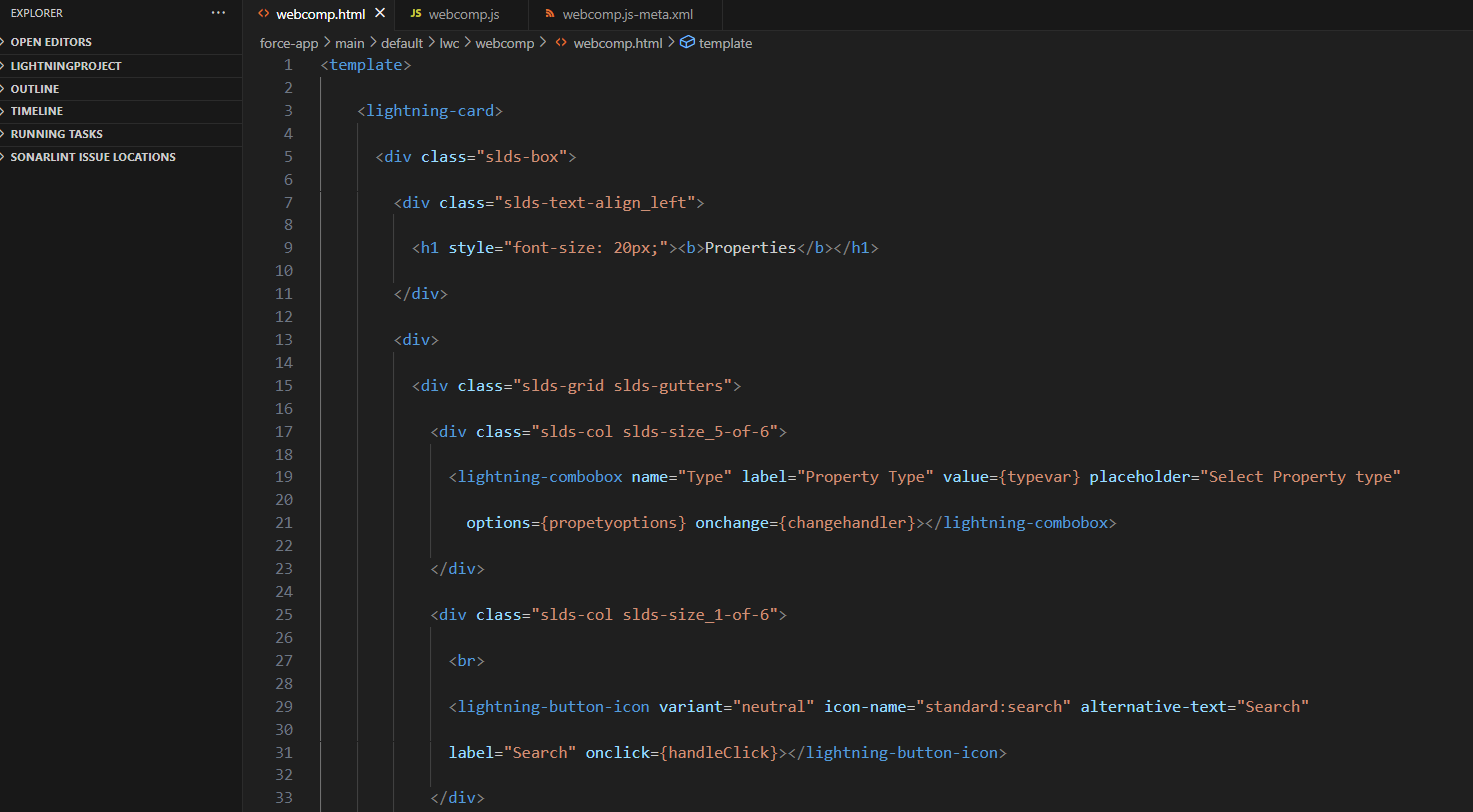 EXPLORER ···
OPEN EDITORS
LIGHTNINGPROJECT
OUTLINE
TIMELINE
RUNNING TASKS
SONARLINT ISSUE LOCATIONS
webcomp.html JS webcomp.js webcomp.js-meta.xml
force-app > main > default > lwc > webcomp > <> webcomp.html > template
1 <template>
2
3 <lightning-card>
4
5 <div class="slds-box">
6
7 <div class="slds-text-align_left">
8
9 <h1 style="font-size: 20px;"><b>Properties</b></h1>
10
11 </div>
12
13 <div>
14
15 <div class="slds-grid slds-gutters">
16
17 <div class="slds-col slds-size_5-of-6">
18
19 <lightning-combobox name="Type" label="Property Type" value={typevar} placeholder="Select Property type"
20
21 options={propetyoptions} onchange={changehandler}></lightning-combobox>
22
23 </div>
24
25 <div class="slds-col slds-size_1-of-6">
26
27 <br>
28
29 <lightning-button-icon variant="neutral" icon-name="standard:search" alternative-text="Search"
30
31 label="Search" onclick={handleClick}></lightning-button-icon>
32
33 </div>